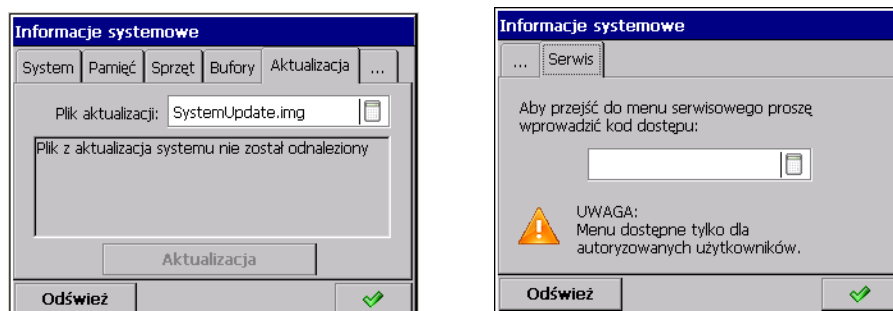 Informacje systemowe
System Pamięć Sprzęt Bufory Aktualizacja ...
Plik aktualizacji: SystemUpdate.img
Plik z aktualizacja systemu nie został odnaleziony
Aktualizacja
Odśwież
Informacje systemowe
... Serwis
Aby przejść do menu serwisowego proszę
wprowadzić kod dostępu:
UWAGA:
Menu dostępne tylko dla
autoryzowanych użytkowników.
Odśwież